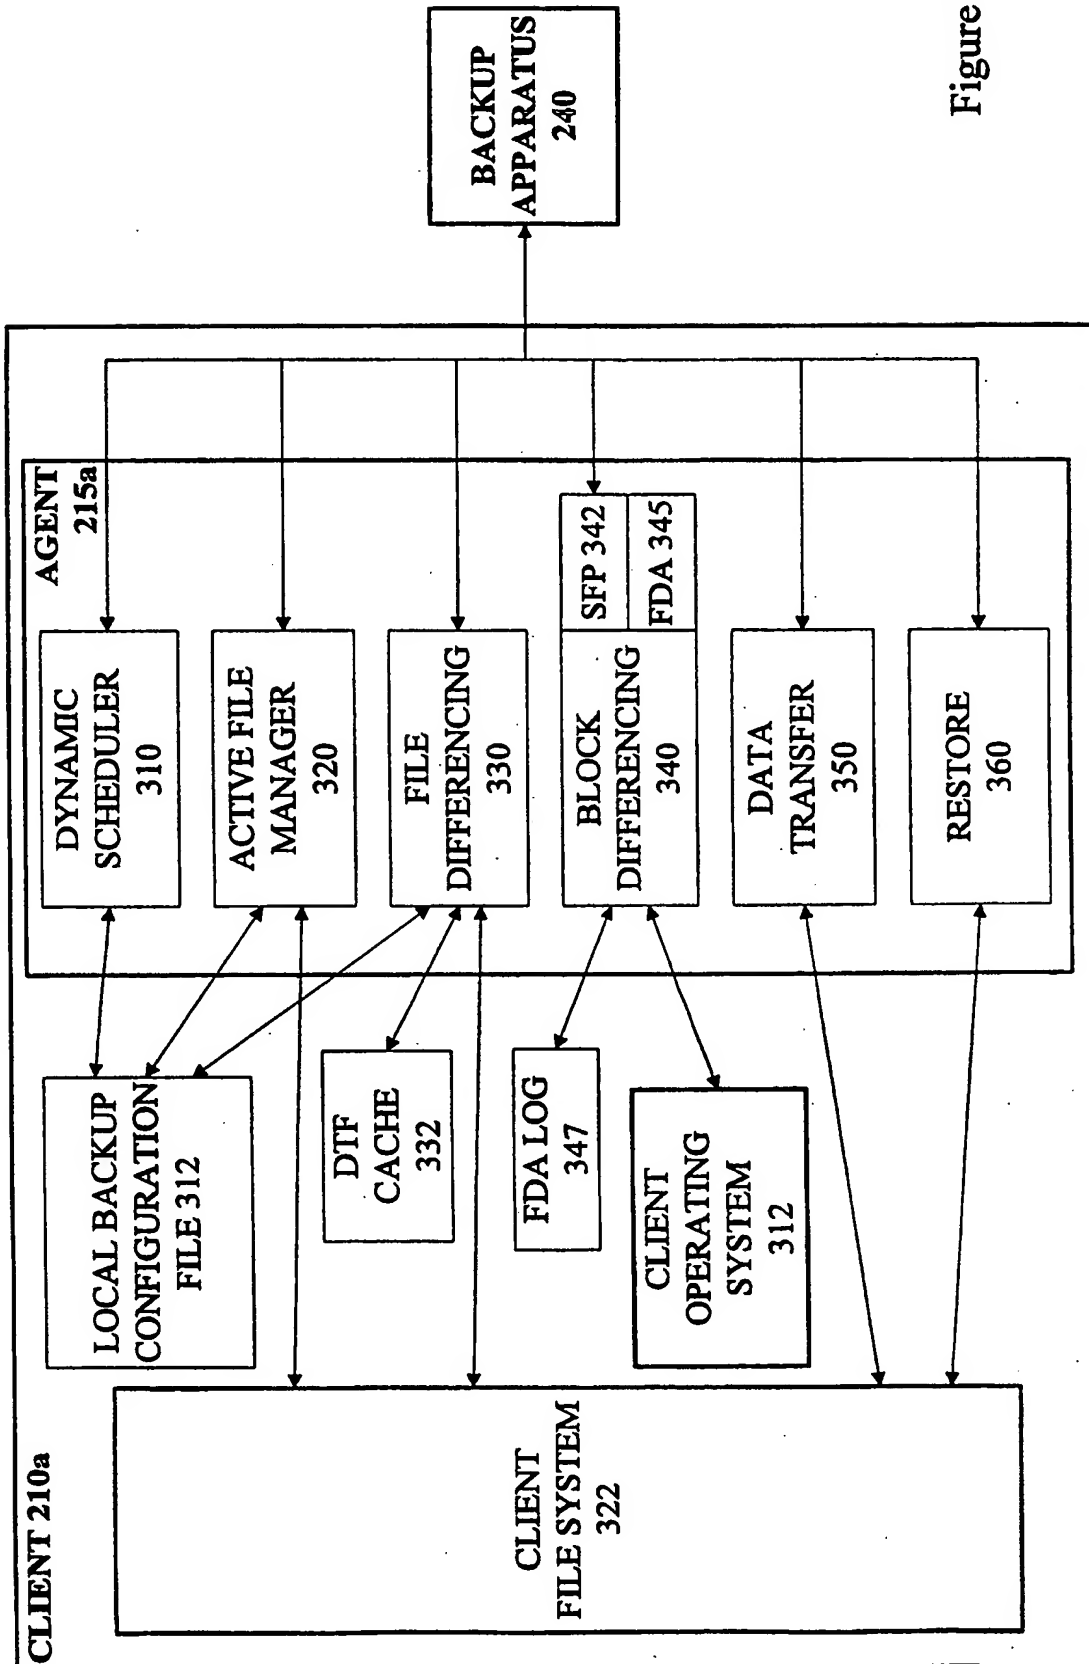 CLIENT 210a
CLIENT
FILE SYSTEM
322
LOCAL BACKUP
CONFIGURATION
FILE 312
DTF
CACHE
332
FDA LOG
347
CLIENT
OPERATING
SYSTEM
312
AGENT
215a
DYNAMIC
SCHEDULER
310
ACTIVE FILE
MANAGER
320
FILE
DIFFERENCING
330
BLOCK
DIFFERENCING
340
SFP 342
FDA 345
DATA
TRANSFER
350
RESTORE
360
BACKUP
APPARATUS
240
Figure